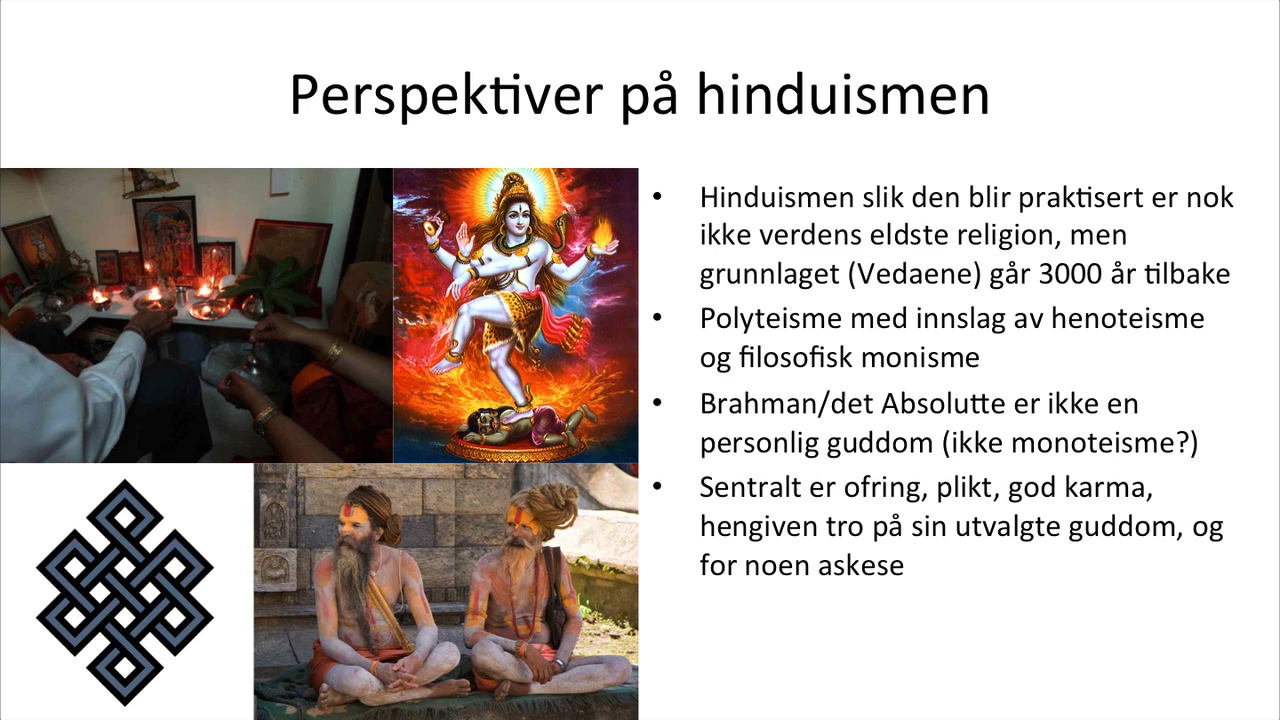 Perspektiver på hinduismen
• Hinduismen slik den blir praktisert er nok
ikke verdens eldste religion, men
grunnlaget (Vedaene) går 3000 år tilbake
• Polyteisme med innslag av henoteisme
og filosofisk monisme
• Brahman/det Absolutte er ikke en
personlig guddom (ikke monoteisme?)
• Sentralt er ofring, plikt, god karma,
hengiven tro på sin utvalgte guddom, og
for noen askese